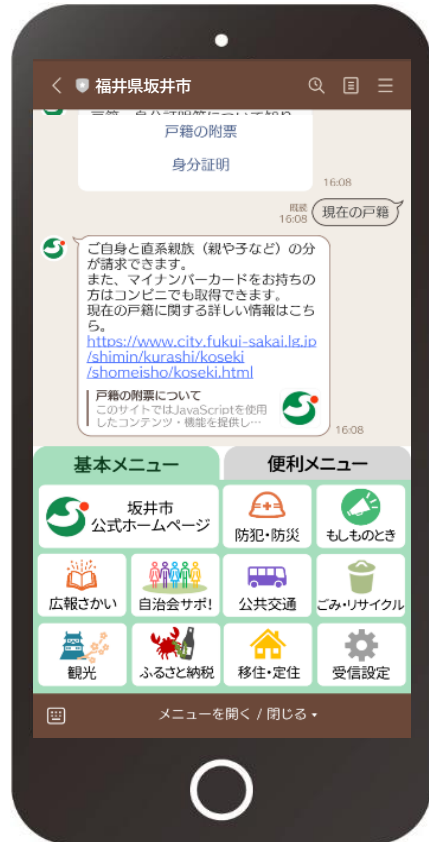 福井県坂井市
戸籍の附票
身分証明
16:08
既読
16:08
現在の戸籍
ご自身と直系親族（親や子など）の分
が請求できます。
また、マイナンバーカードをお持ちの
方はコンビニでも取得できます。
現在の戸籍に関する詳しい情報はこち
ら。
https://www.city.fukui-sakai.lg.jp
/shimin/kurashi/koseki
/shomeisho/koseki.html
戸籍の附票について
このサイトではJavaScriptを使用
したコンテンツ・機能を提供し…
16:08
基本メニュー
便利メニュー
坂井市
公式ホームページ
防犯・防災
もしものとき
広報さかい
自治会サポ!
公共交通
ごみ・リサイクル
観光
ふるさと納税
移住・定住
受信設定
メニューを開く / 閉じる